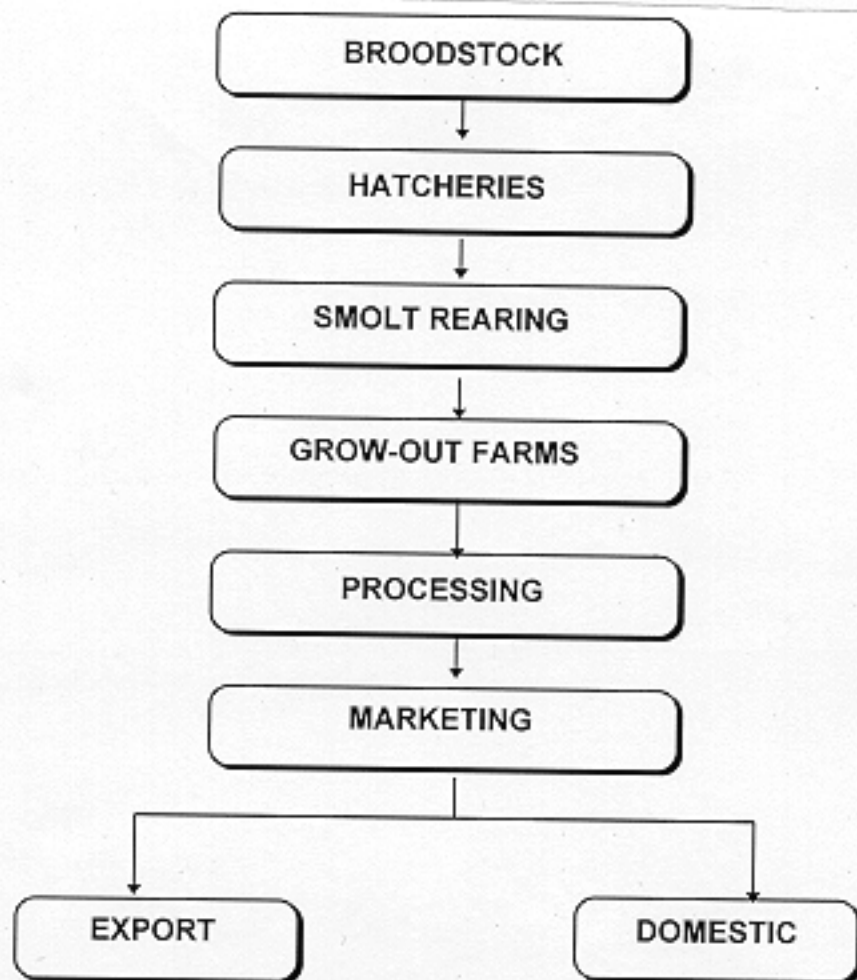 BROODSTOCK
HATCHERIES
SMOLT REARING
GROW-OUT FARMS
PROCESSING
MARKETING
EXPORT
DOMESTIC